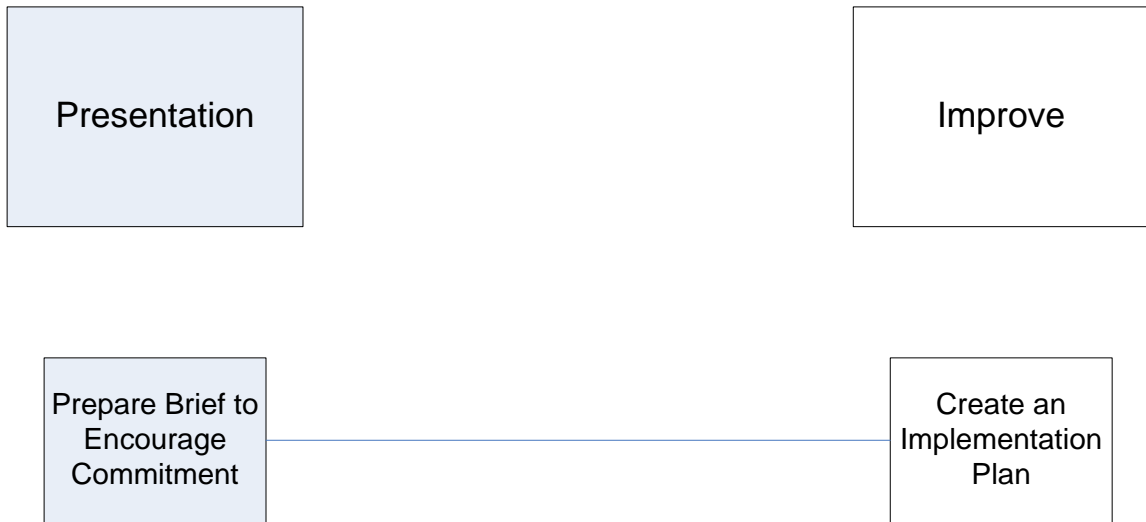 Presentation
Improve
Prepare Brief to
Encourage
Commitment
Create an
Implementation
Plan